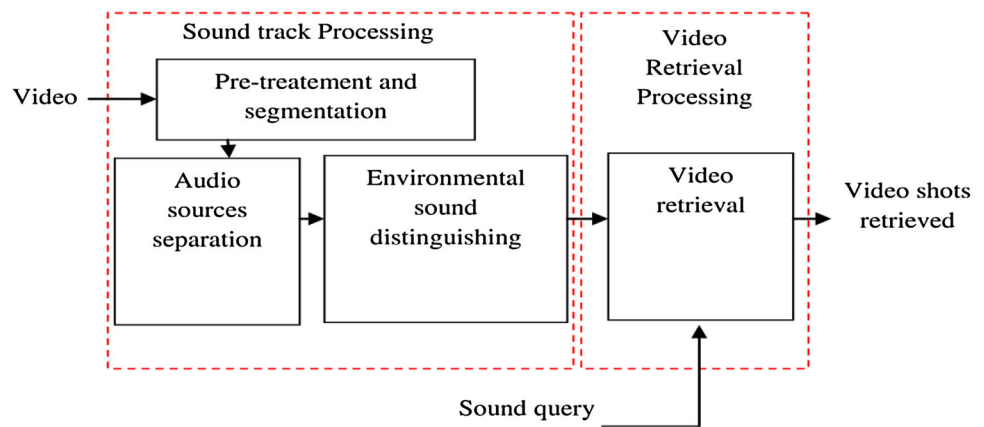 Sound track Processing
Video
Retrieval
Processing
Video
Pre-treatement and
segmentation
Audio
sources
separation
Environmental
sound
distinguishing
Video
retrieval
Video shots
retrieved
Sound query